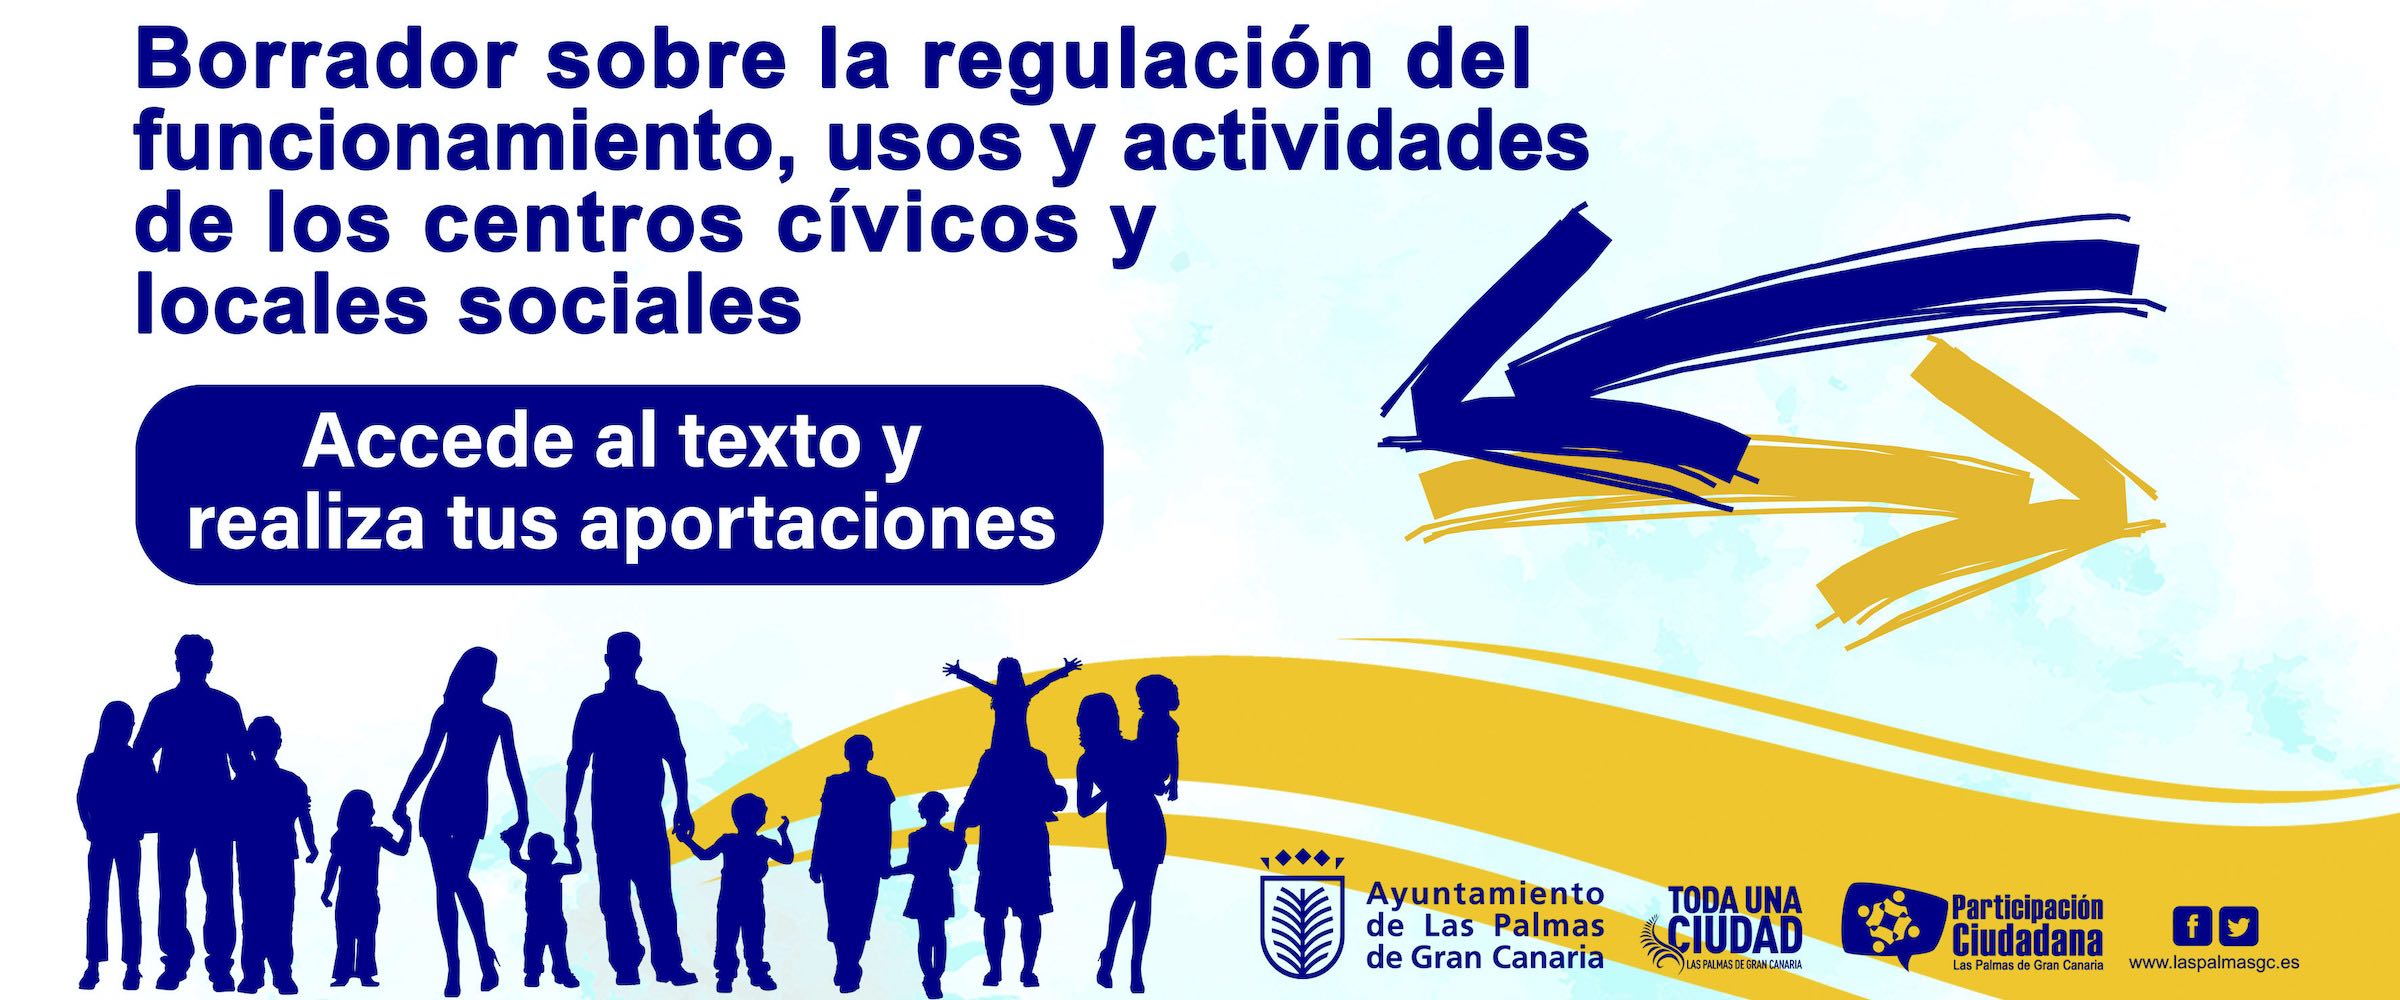 Borrador sobre la regulación del
funcionamiento, usos y actividades
de los centros cívicos y
locales sociales
Accede al texto y
realiza tus aportaciones
Ayuntamiento
de Las Palmas
de Gran Canaria
TODA UNA
CIUDAD
LAS PALMAS DE GRAN CANARIA
Participación
Ciudadana
Las Palmas de Gran Canaria
www.laspalmasgc.es